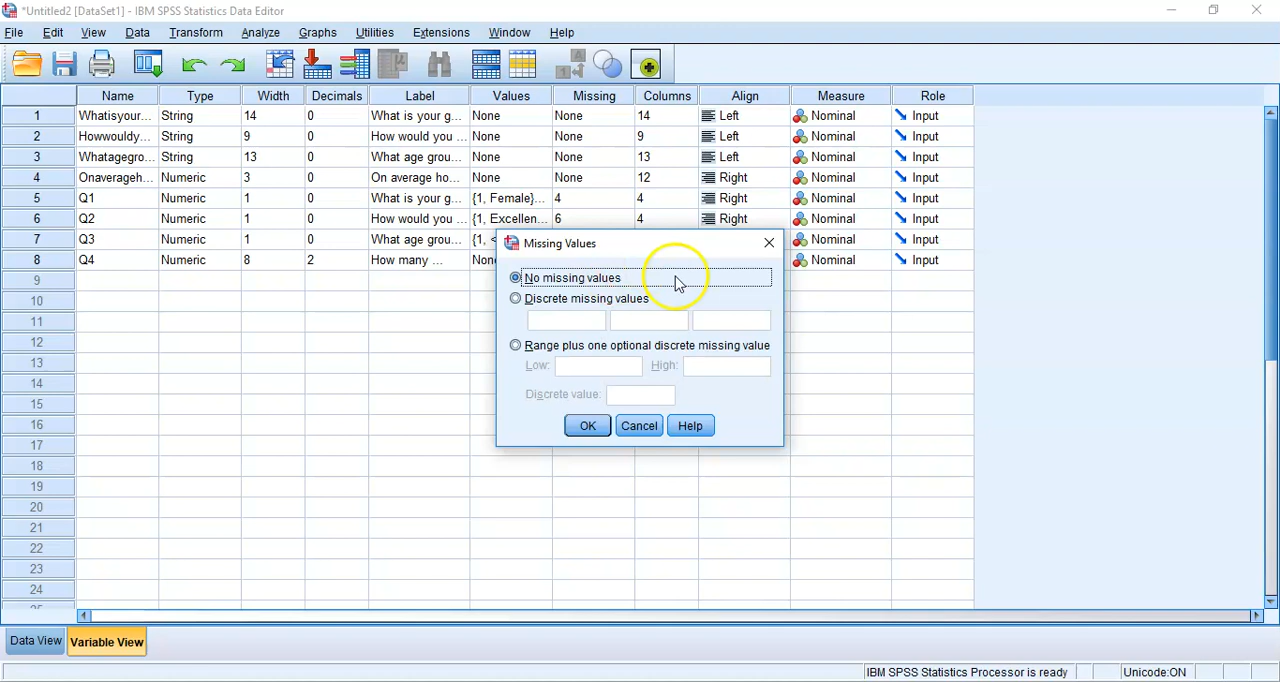 *Untitled2 [DataSet1] - IBM SPSS Statistics Data Editor
File Edit View Data Transform Analyze Graphs Utilities Extensions Window Help
Name Type Width Decimals Label Values Missing Columns Align Measure Role
1 Whatisyour... String 14 0 What is your g... None None 14 Left Nominal Input
2 Howwouldy... String 9 0 How would you ... None None 9 Left Nominal Input
3 Whatagegro... String 13 0 What age grou... None None 13 Left Nominal Input
4 Onaverageh... Numeric 3 0 On average ho... None None 12 Right Nominal Input
5 Q1 Numeric 1 0 What is your g... {1, Female}... 4 4 Right Nominal Input
6 Q2 Numeric 1 0 How would you ... {1, Excellen... 6 4 Right Nominal Input
7 Q3 Numeric 1 0 What age grou... {1, < Nominal Input
8 Q4 Numeric 8 2 How many ... Nominal Input
9
10
11
12
13
14
15
16
17
18
19
20
21
22
23
24
Missing Values
No missing values
Discrete missing values
Range plus one optional discrete missing value
Low: High:
Discrete value:
OK Cancel Help
Data View Variable View
IBM SPSS Statistics Processor is ready Unicode:ON